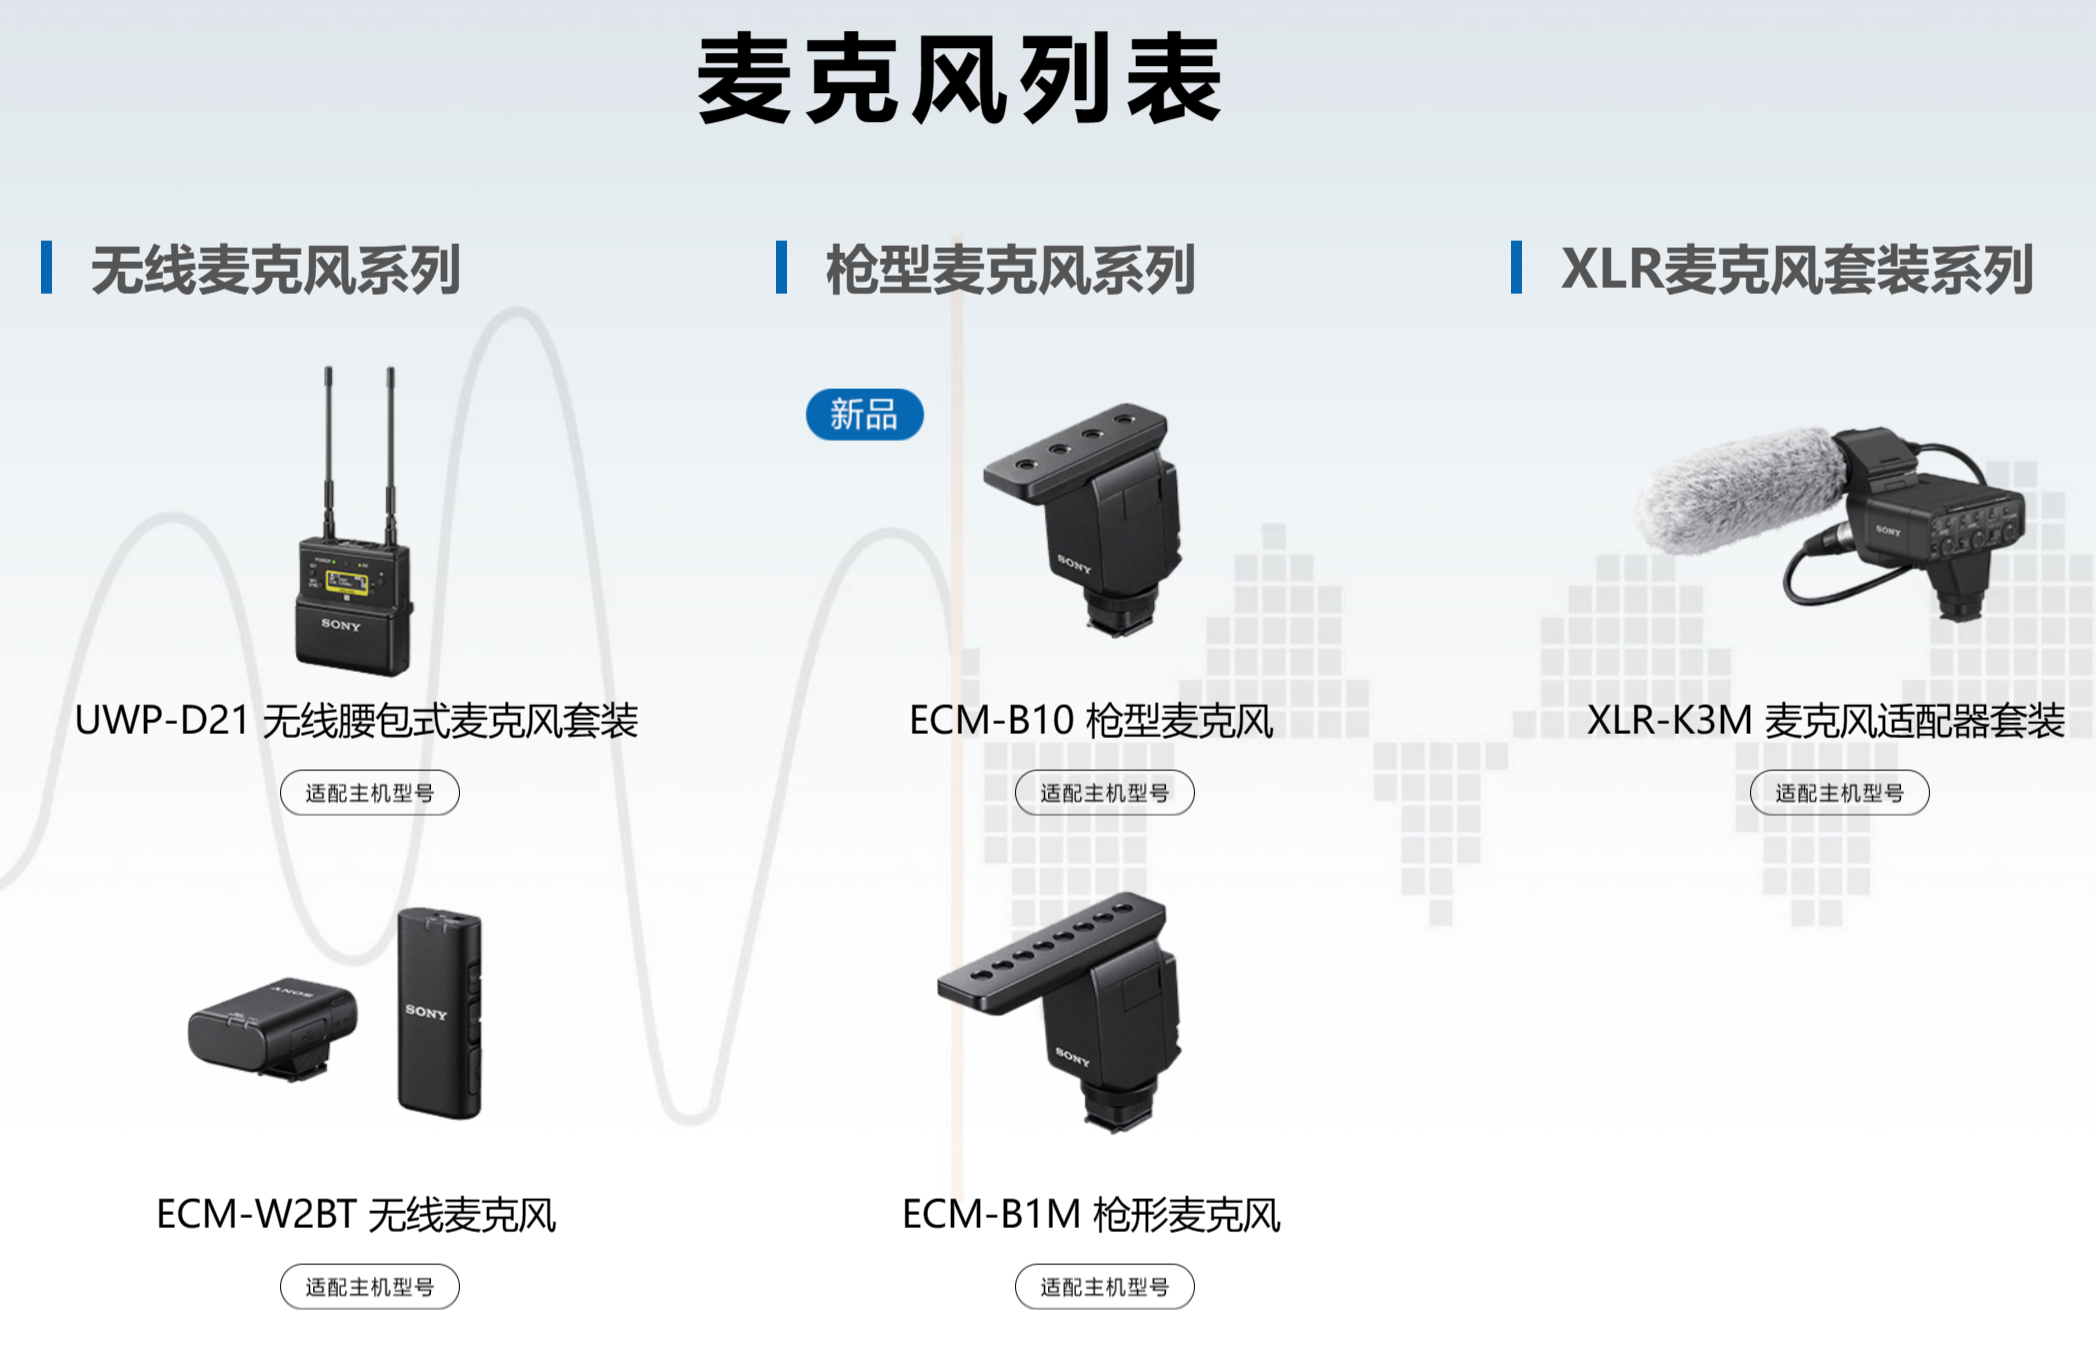 麦克风列表
无线麦克风系列
枪型麦克风系列
XLR麦克风套装系列
新品
SONY
SONY
SONY
UWP-D21 无线腰包式麦克风套装
ECM-B10 枪型麦克风
XLR-K3M 麦克风适配器套装
适配主机型号
适配主机型号
适配主机型号
SONY
SONY
SONY
ECM-W2BT 无线麦克风
ECM-B1M 枪形麦克风
适配主机型号
适配主机型号